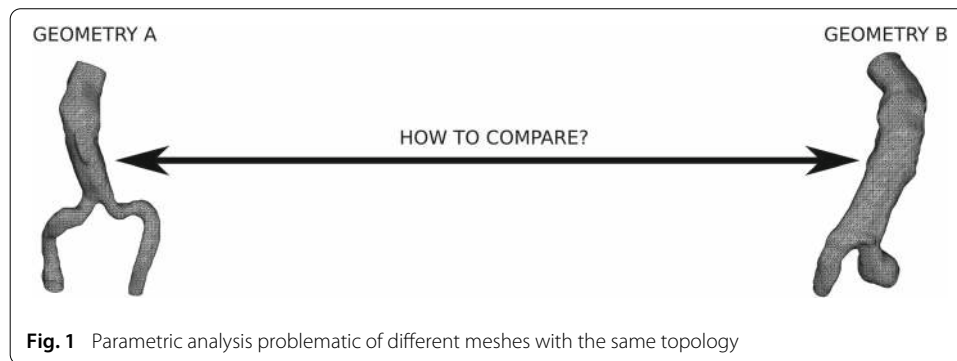 GEOMETRY A
GEOMETRY B
HOW TO COMPARE?
Fig. 1 Parametric analysis problematic of different meshes with the same topology